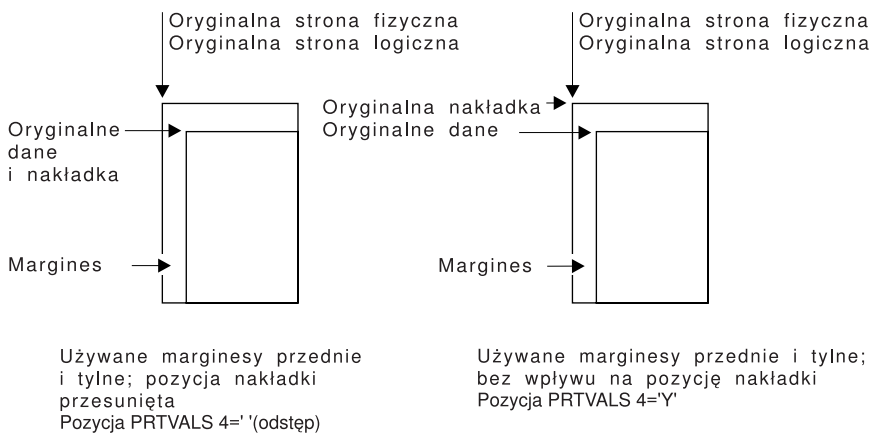 Oryginalna strona fizyczna
Oryginalna strona logiczna
Oryginalne
dane
i nakładka
Margines
Używane marginesy przednie
i tylne; pozycja nakładki
przesunięta
Pozycja PRTVALS 4=' '(odstęp)
Oryginalna strona fizyczna
Oryginalna strona logiczna
Oryginalna nakładka
Oryginalne dane
Margines
Używane marginesy przednie i tylne;
bez wpływu na pozycję nakładki
Pozycja PRTVALS 4='Y'